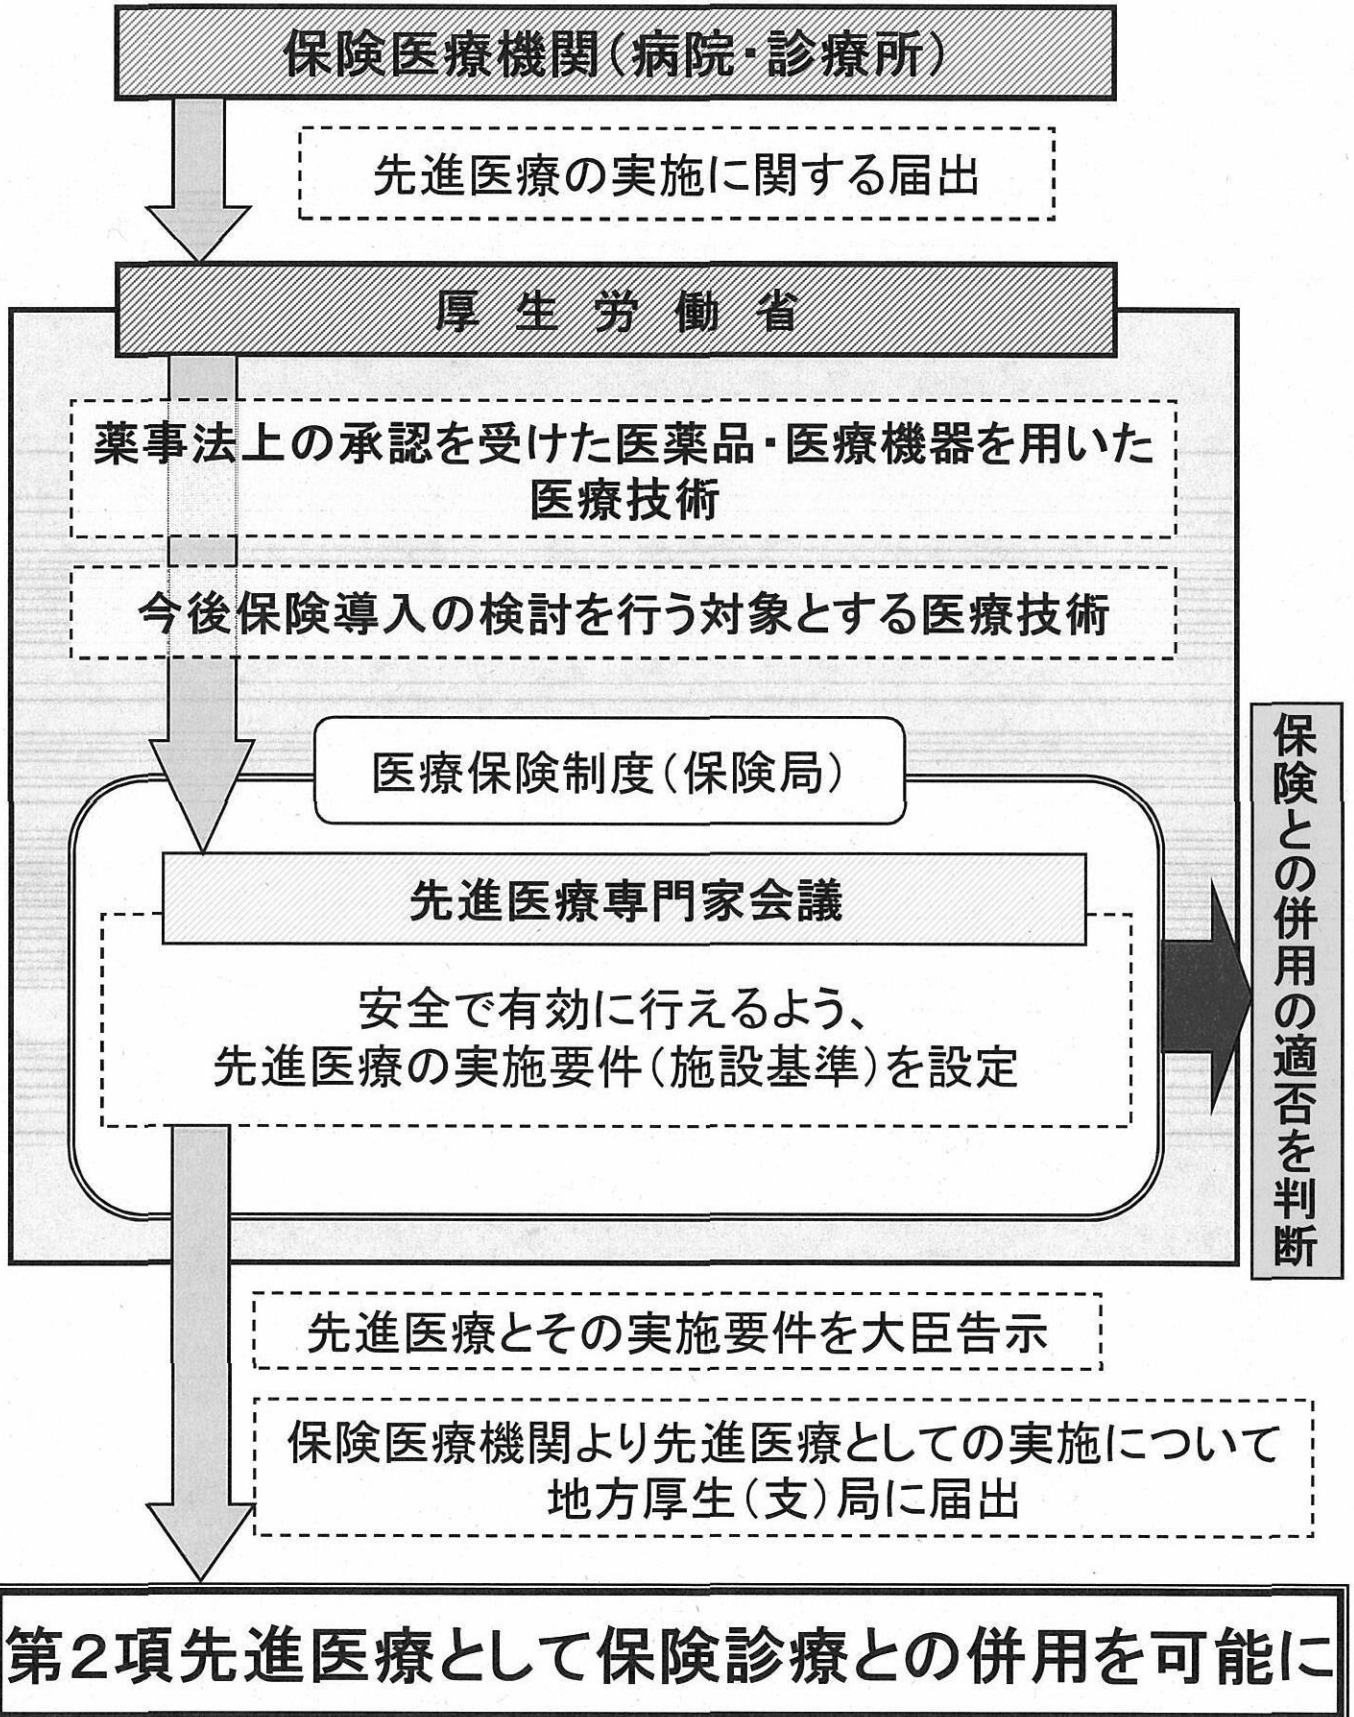 保険医療機関(病院・診療所)
先進医療の実施に関する届出
厚生労働省
薬事法上の承認を受けた医薬品・医療機器を用いた
医療技術
今後保険導入の検討を行う対象とする医療技術
医療保険制度(保険局)
先進医療専門家会議
安全で有効に行えるよう、
先進医療の実施要件(施設基準)を設定
保険との併用の適否を判断
先進医療とその実施要件を大臣告示
保険医療機関より先進医療としての実施について
地方厚生(支)局に届出
第2項先進医療として保険診療との併用を可能に